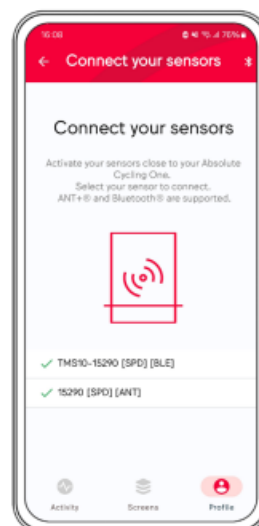 16:08
76%
Connect your sensors
Connect your sensors
Activate your sensors close to your Absolute
Cycling One.
Select your sensor to connect.
ANT+® and Bluetooth® are supported.
TMS10-15290 [SPD] [BLE]
15290 [SPD] [ANT]
Activity
Screens
Profile